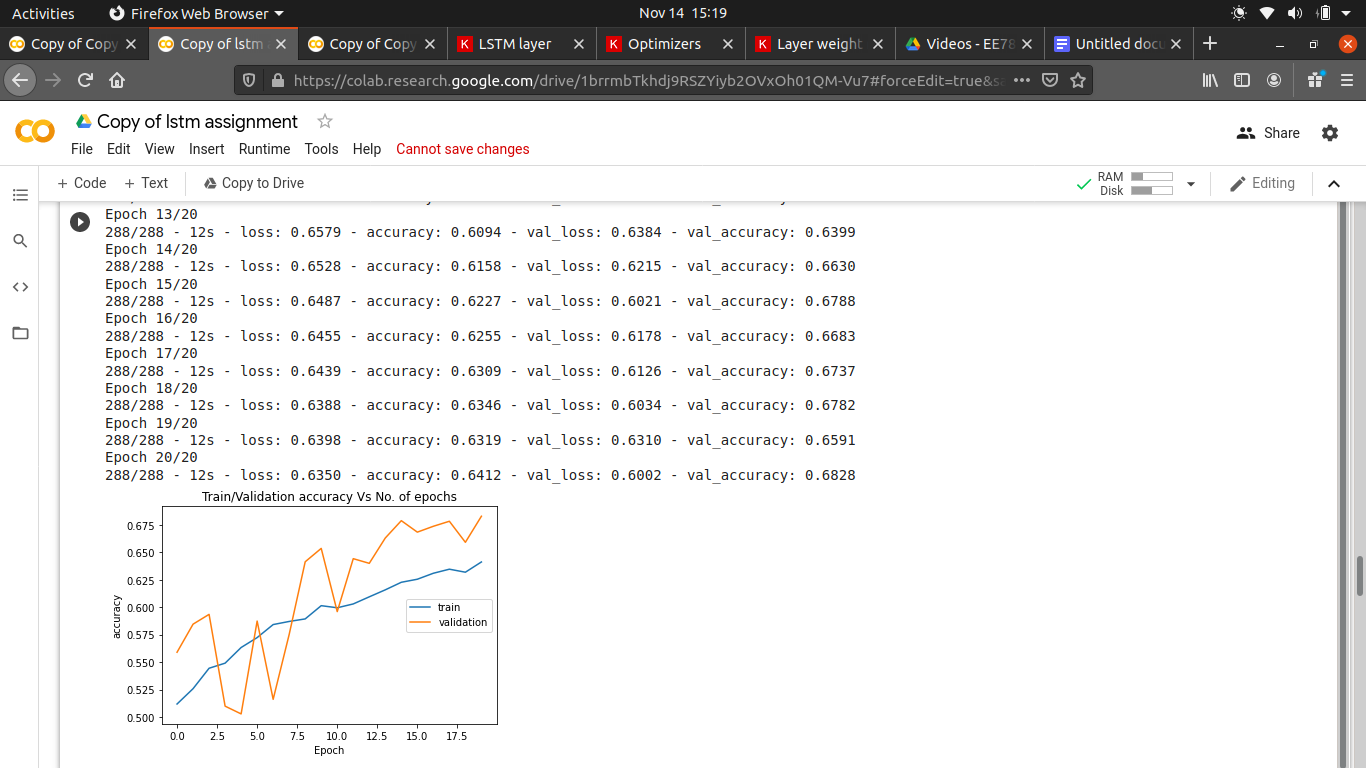 Activities Firefox Web Browser Nov 14 15:19
Copy of Copy Copy of lstm Copy of Copy LSTM layer Optimizers Layer weight Videos - EE78 Untitled docu
https://colab.research.google.com/drive/1brrmbTkhdj9RSZYiyb2OVxOh01QM-Vu7#forceEdit=true&sa
Copy of lstm assignment
Share
File Edit View Insert Runtime Tools Help Cannot save changes
+ Code + Text Copy to Drive RAM Disk Editing
Epoch 13/20
288/288 - 12s - loss: 0.6579 - accuracy: 0.6094 - val_loss: 0.6384 - val_accuracy: 0.6399
Epoch 14/20
288/288 - 12s - loss: 0.6528 - accuracy: 0.6158 - val_loss: 0.6215 - val_accuracy: 0.6630
Epoch 15/20
288/288 - 12s - loss: 0.6487 - accuracy: 0.6227 - val_loss: 0.6021 - val_accuracy: 0.6788
Epoch 16/20
288/288 - 12s - loss: 0.6455 - accuracy: 0.6255 - val_loss: 0.6178 - val_accuracy: 0.6683
Epoch 17/20
288/288 - 12s - loss: 0.6439 - accuracy: 0.6309 - val_loss: 0.6126 - val_accuracy: 0.6737
Epoch 18/20
288/288 - 12s - loss: 0.6388 - accuracy: 0.6346 - val_loss: 0.6034 - val_accuracy: 0.6782
Epoch 19/20
288/288 - 12s - loss: 0.6398 - accuracy: 0.6319 - val_loss: 0.6310 - val_accuracy: 0.6591
Epoch 20/20
288/288 - 12s - loss: 0.6350 - accuracy: 0.6412 - val_loss: 0.6002 - val_accuracy: 0.6828
Train/Validation accuracy Vs No. of epochs
accuracy
0.675
0.650
0.625
0.600
0.575
0.550
0.525
0.500
train
validation
0.0 2.5 5.0 7.5 10.0 12.5 15.0 17.5
Epoch